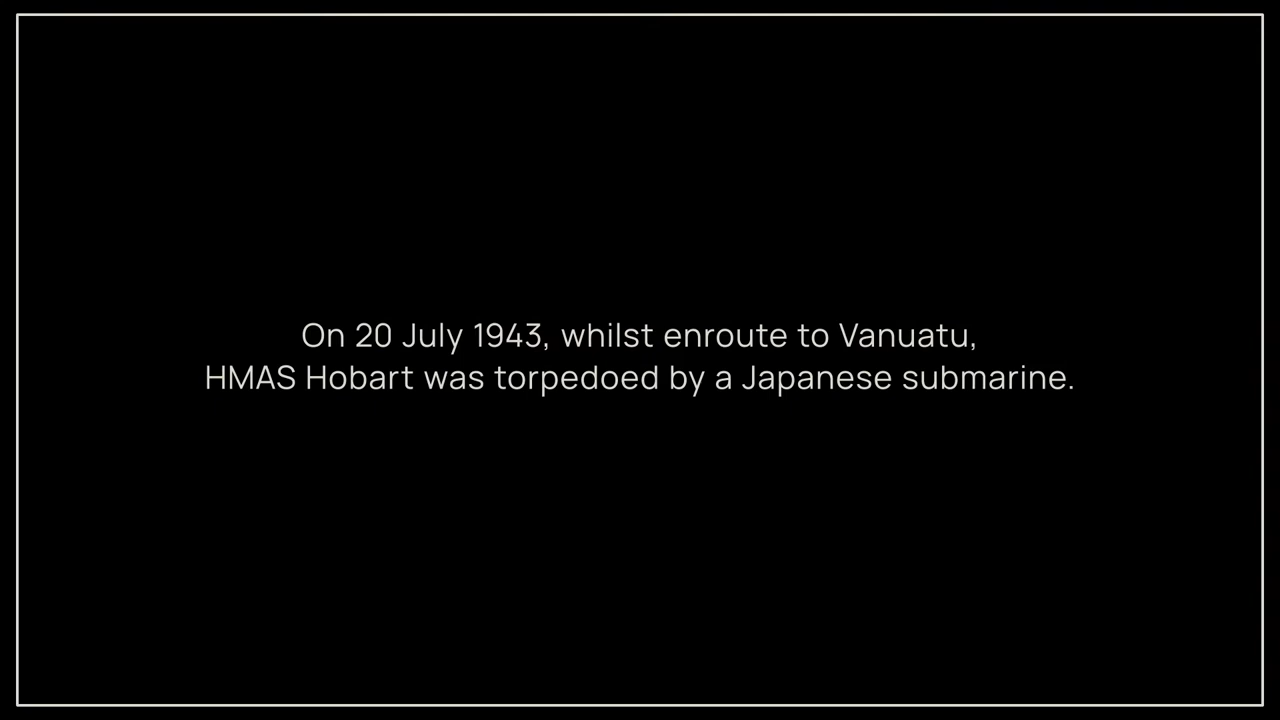 On 20 July 1943, whilst enroute to Vanuatu,
HMAS Hobart was torpedoed by a Japanese submarine.